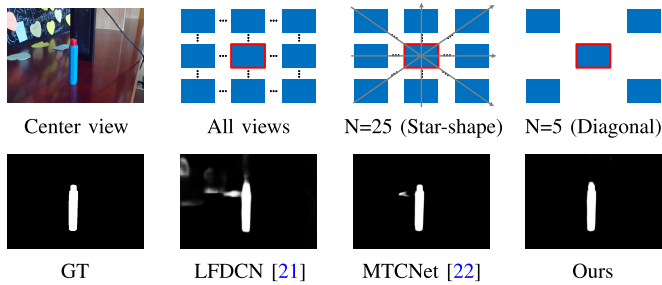 Center view
All views
N=25 (Star-shape)
N=5 (Diagonal)
GT
LFDCN [21]
MTCNet [22]
Ours